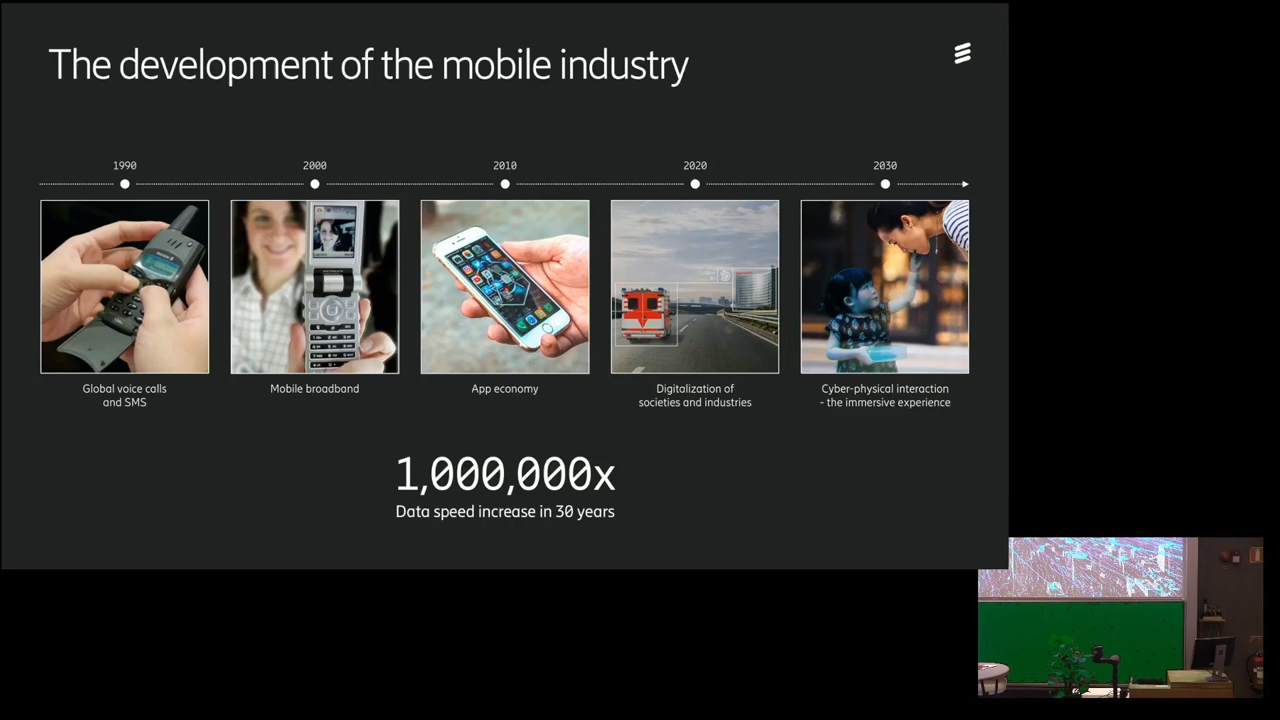 The development of the mobile industry
1990
2000
2010
2020
2030
Global voice calls
and SMS
Mobile broadband
App economy
Digitalization of
societies and industries
Cyber-physical interaction
- the immersive experience
1,000,000x
Data speed increase in 30 years